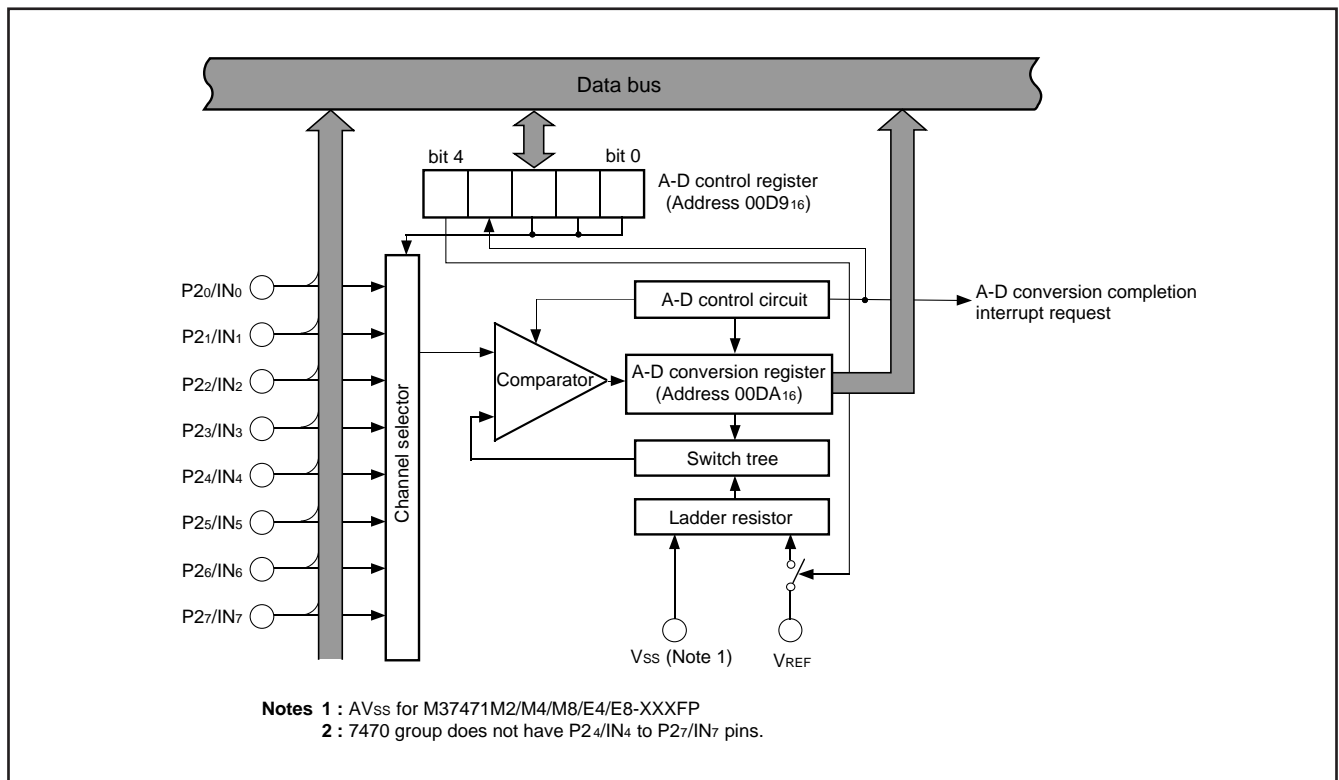 Data bus
bit 4
bit 0
A-D control register
(Address 00D9₁₆)
P2₀/IN₀
P2₁/IN₁
P2₂/IN₂
P2₃/IN₃
P2₄/IN₄
P2₅/IN₅
P2₆/IN₆
P2₇/IN₇
Channel selector
Comparator
A-D control circuit
A-D conversion register
(Address 00DA₁₆)
Switch tree
Ladder resistor
A-D conversion completion
interrupt request
VSS (Note 1)
VREF
Notes 1 : AVSS for M37471M2/M4/M8/E4/E8-XXXFP
2 : 7470 group does not have P2₄/IN₄ to P2₇/IN₇ pins.